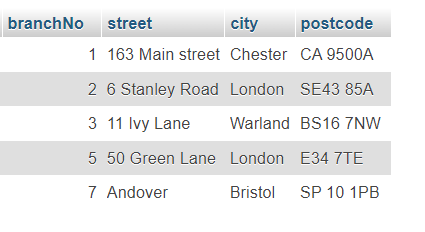 branchNo street city postcode
1 163 Main street Chester CA 9500A
2 6 Stanley Road London SE43 85A
3 11 Ivy Lane Warland BS16 7NW
5 50 Green Lane London E34 7TE
7 Andover Bristol SP 10 1PB